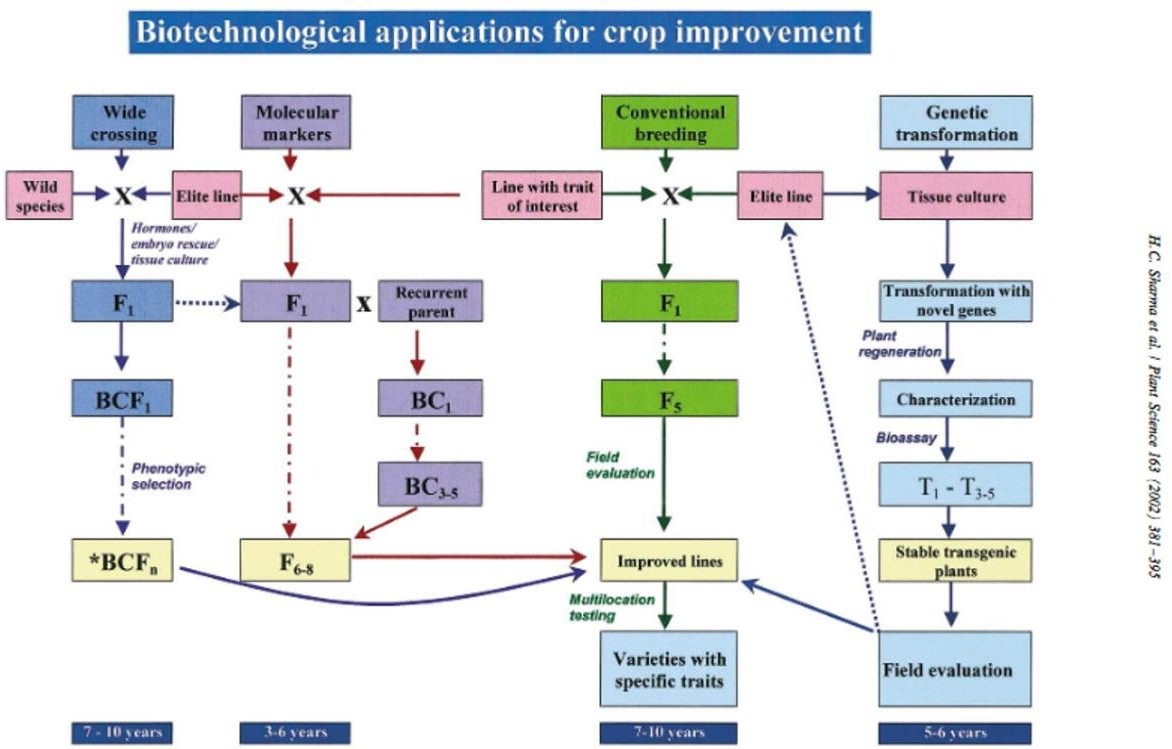 Biotechnological applications for crop improvement
Wide
crossing
Molecular
markers
Conventional
breeding
Genetic
transformation
Wild
species
X
Elite line
X
Line with trait
of interest
X
Elite line
Tissue culture
Hormones/
embryo rescue/
tissue culture
F₁
F₁
X
Recurrent
parent
F₁
Transformation with
novel genes
Plant
regeneration
BCF₁
BC₁
F₅
Characterization
Bioassay
Phenotypic
selection
Field
evaluation
BC₃₋₅
T₁ - T₃₋₅
*BCFₙ
F₆₋₈
Improved lines
Stable transgenic
plants
Multilocation
testing
Varieties with
specific traits
Field evaluation
7 - 10 years
3-6 years
7-10 years
5-6 years
H.C. Sharma et al. / Plant Science 163 (2002) 381–395